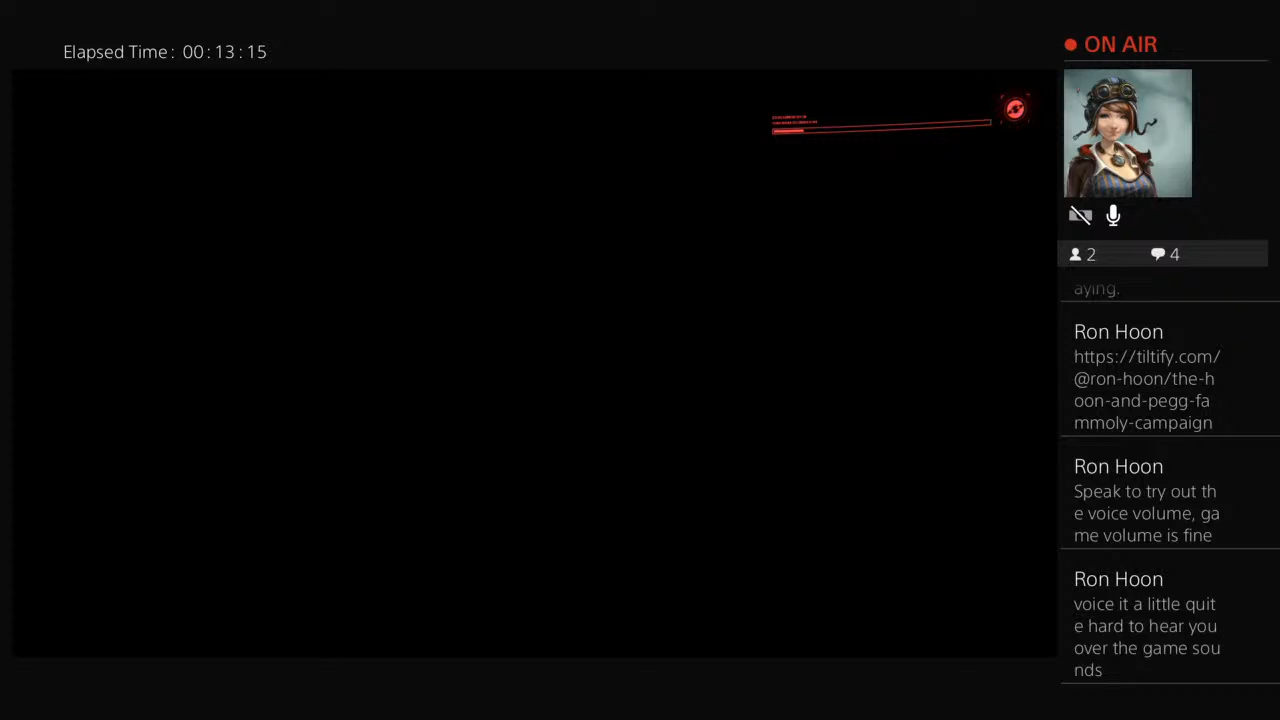 Elapsed Time: 00:13:15
ON AIR
2
4
aying.
Ron Hoon
https://tiltify.com/
@ron-hoon/the-h
oon-and-pegg-fa
mmoly-campaign
Ron Hoon
Speak to try out th
e voice volume, ga
me volume is fine
Ron Hoon
voice it a little quit
e hard to hear you
over the game sou
nds